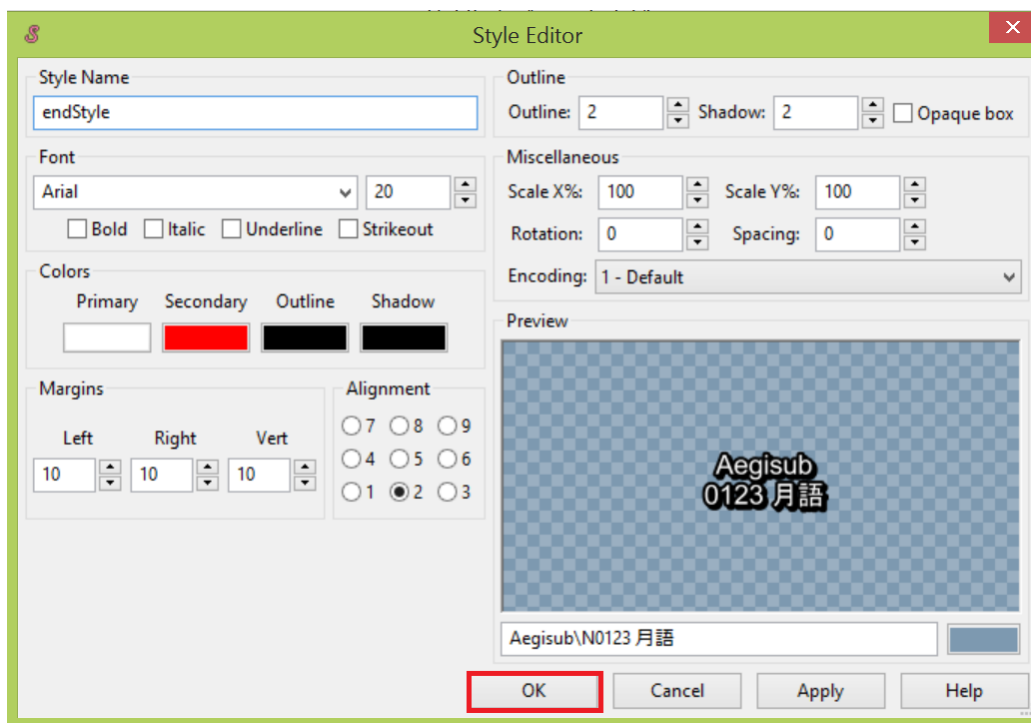 Style Editor
Style Name
endStyle
Font
Arial
20
Bold Italic Underline Strikeout
Colors
Primary Secondary Outline Shadow
Margins
Left Right Vert
10 10 10
Alignment
7 8 9
4 5 6
1 2 3
Outline
Outline: 2 Shadow: 2 Opaque box
Miscellaneous
Scale X%: 100 Scale Y%: 100
Rotation: 0 Spacing: 0
Encoding: 1 - Default
Preview
Aegisub
0123 月語
Aegisub\N0123 月語
OK Cancel Apply Help